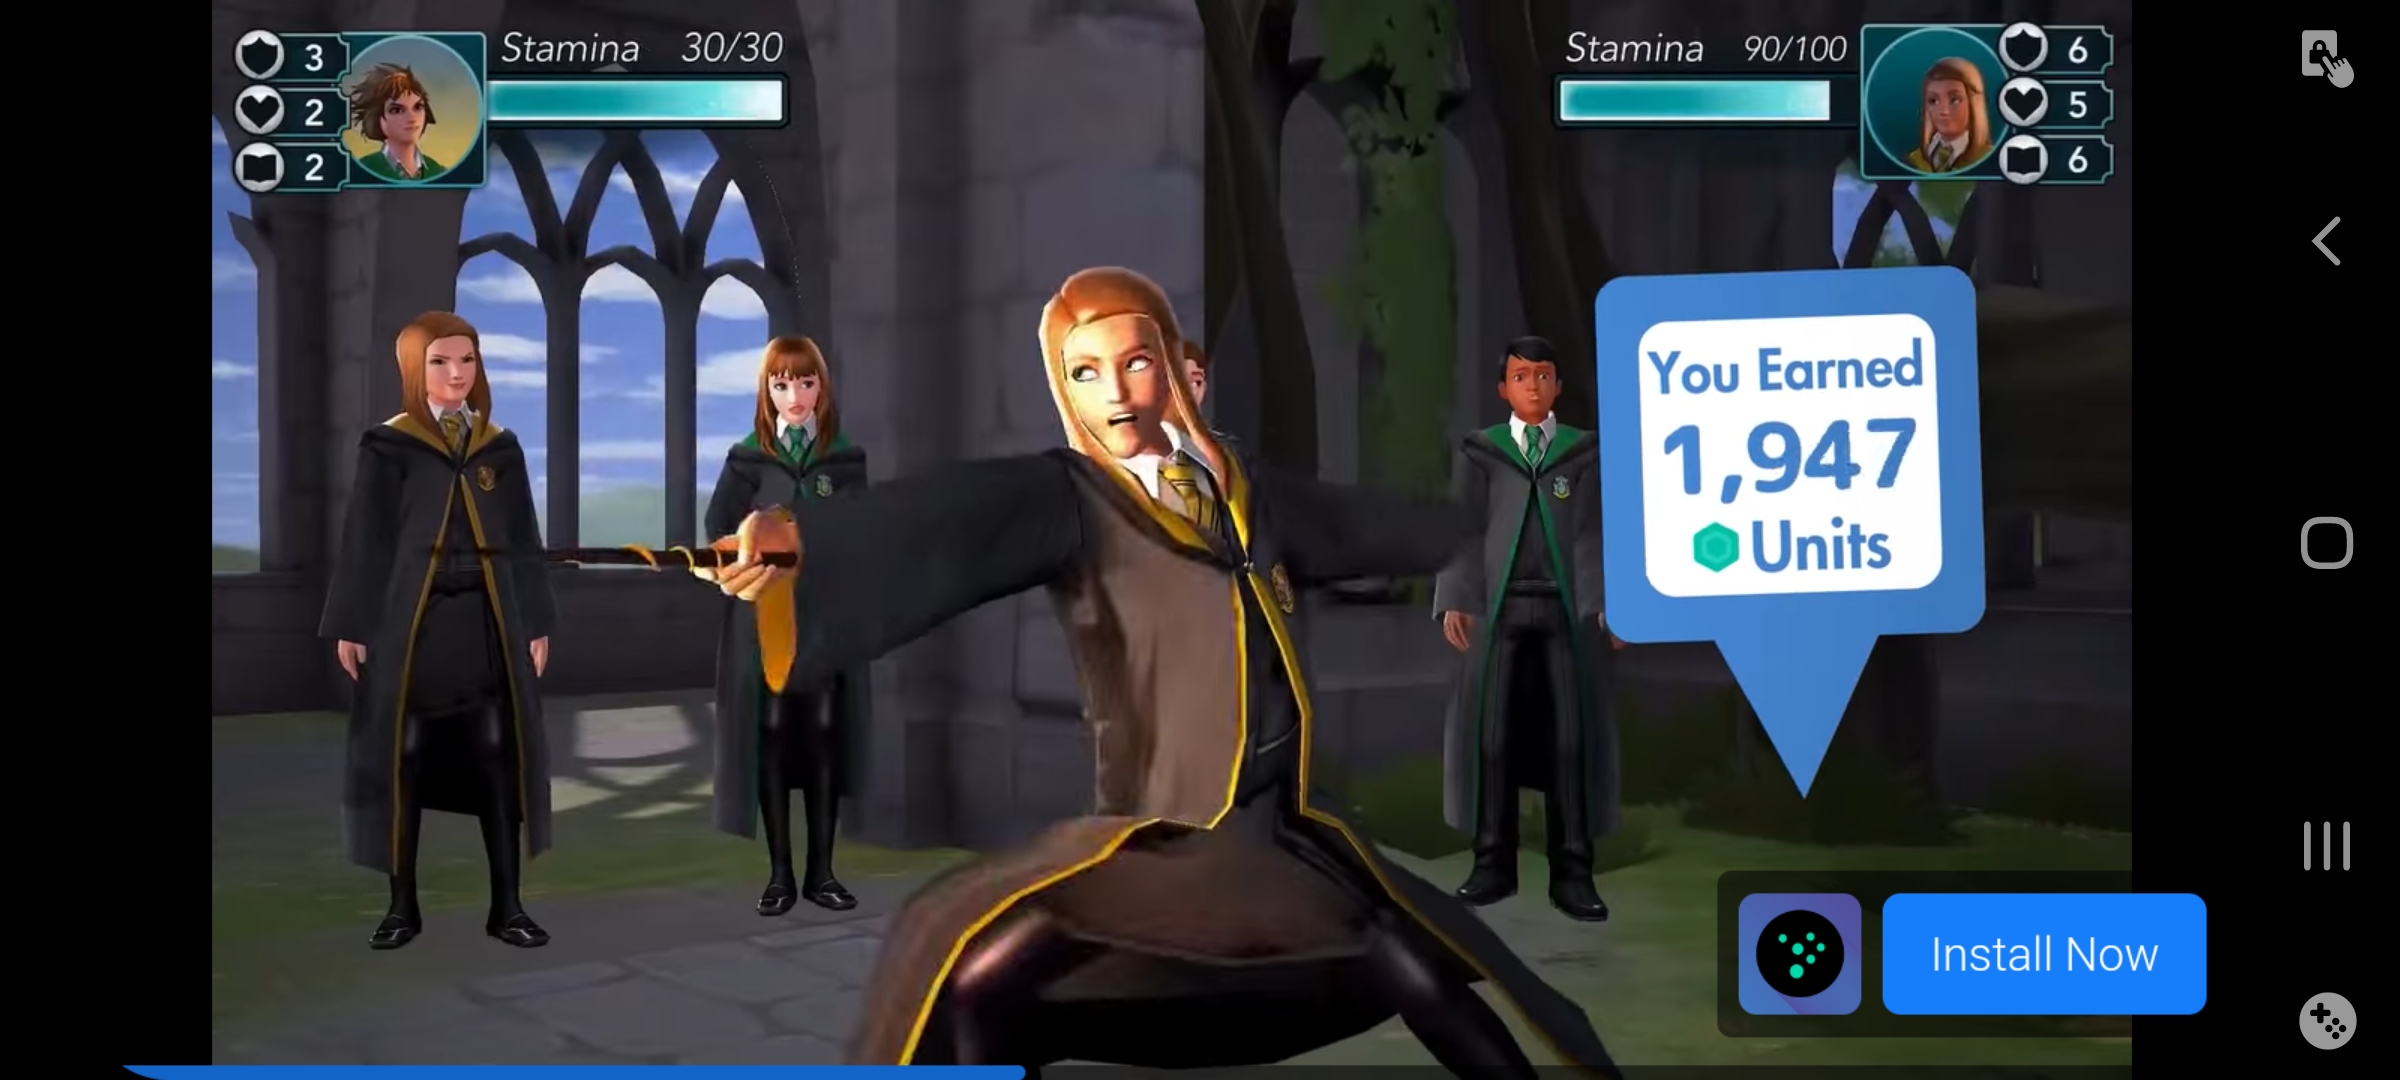 3
Stamina 30/30
2
2
Stamina 90/100
6
5
6
You Earned
1,947
Units
Install Now